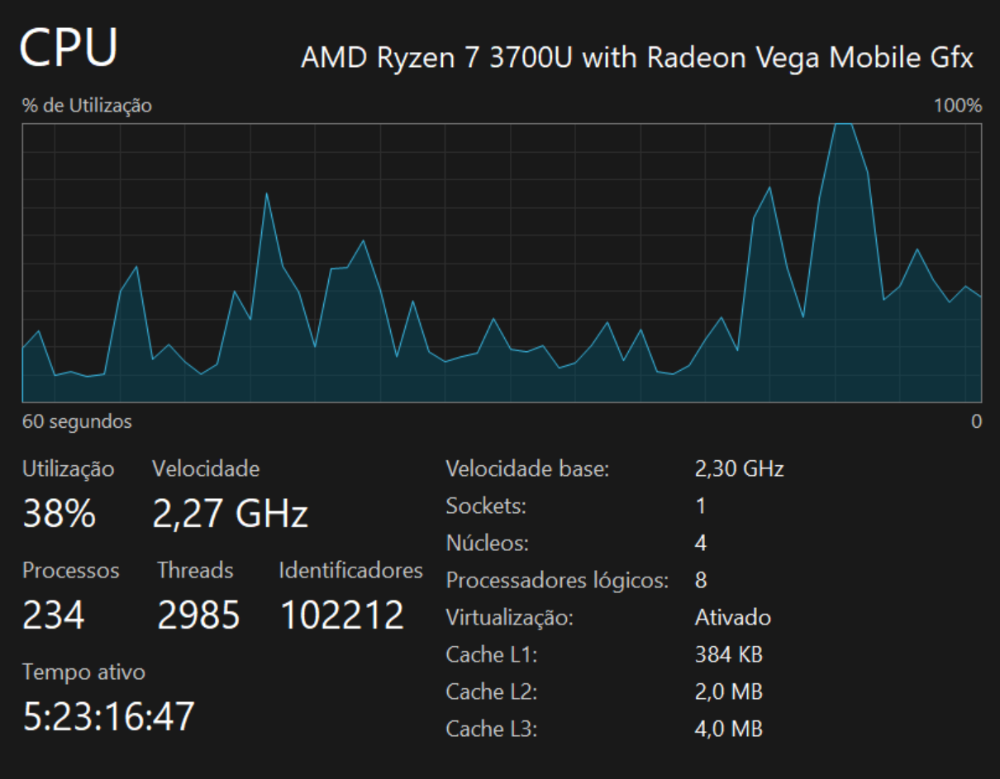 CPU
AMD Ryzen 7 3700U with Radeon Vega Mobile Gfx
% de Utilização 100%
60 segundos 0
Utilização Velocidade
38% 2,27 GHz
Processos Threads Identificadores
234 2985 102212
Tempo ativo
5:23:16:47
Velocidade base: 2,30 GHz
Sockets: 1
Núcleos: 4
Processadores lógicos: 8
Virtualização: Ativado
Cache L1: 384 KB
Cache L2: 2,0 MB
Cache L3: 4,0 MB